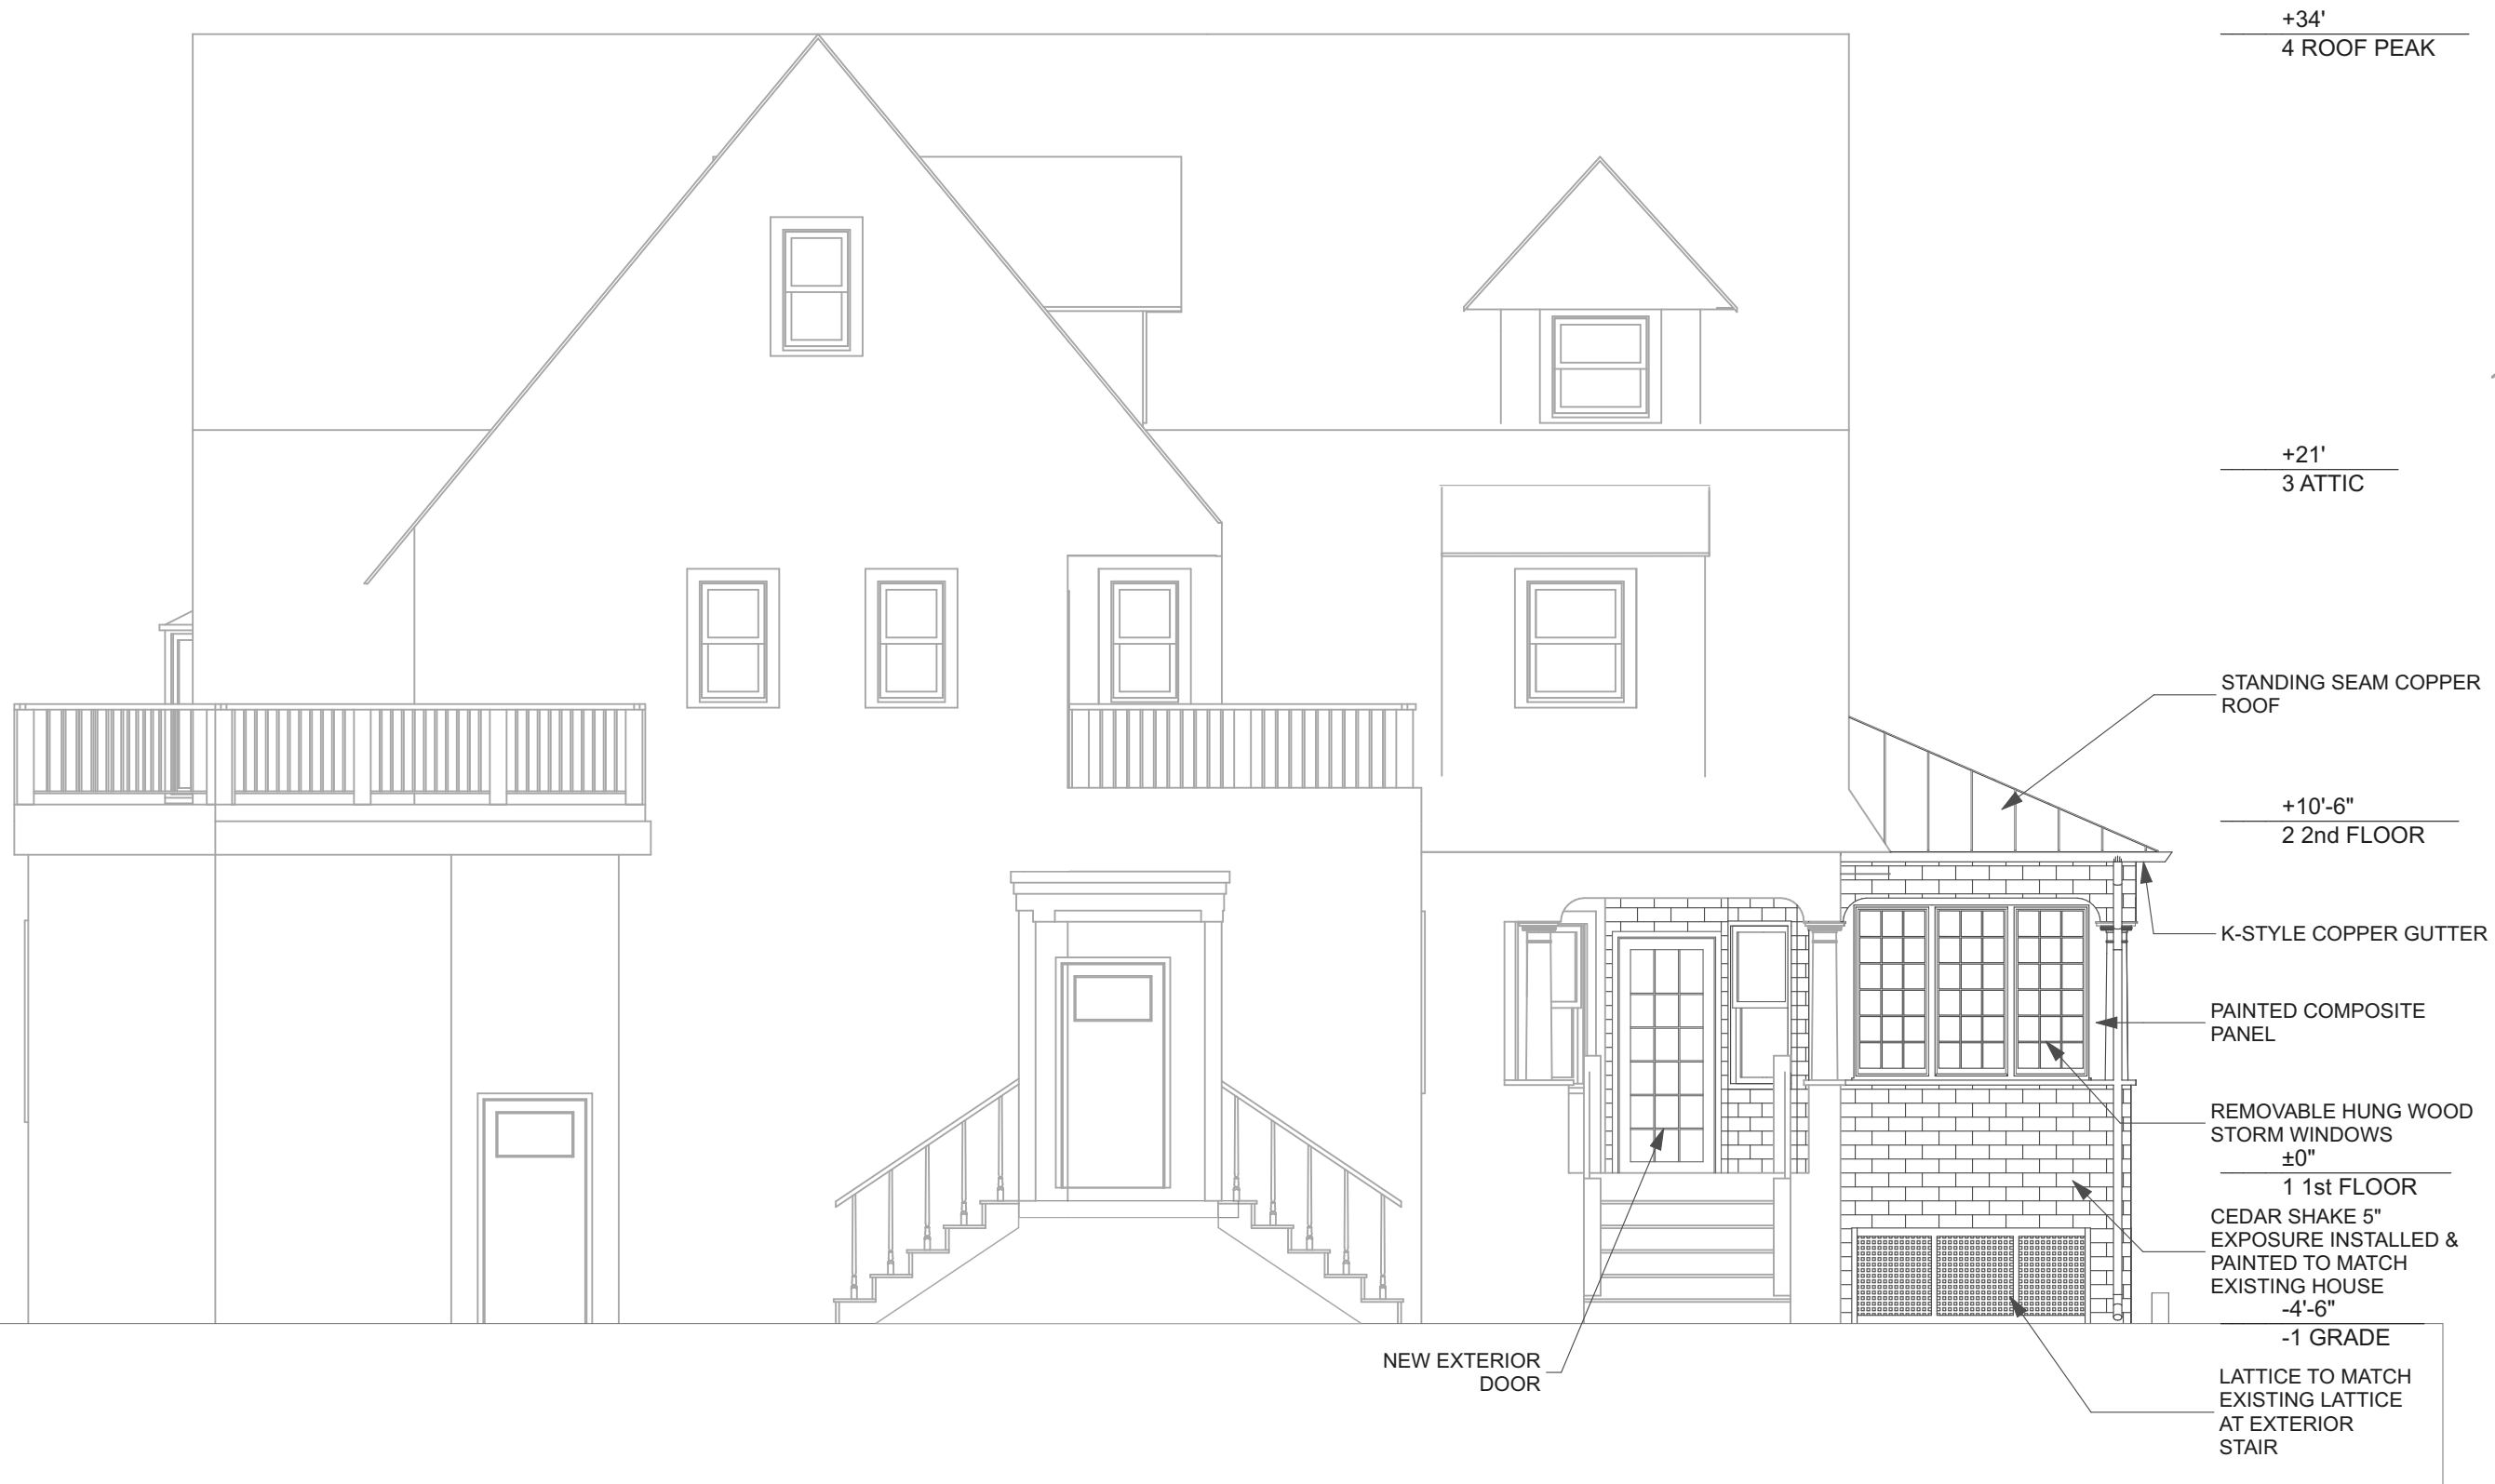 +34'
4 ROOF PEAK
+21'
3 ATTIC
STANDING SEAM COPPER
ROOF
+10'-6"
2 2nd FLOOR
K-STYLE COPPER GUTTER
PAINTED COMPOSITE
PANEL
REMOVABLE HUNG WOOD
STORM WINDOWS
±0"
1 1st FLOOR
CEDAR SHAKE 5"
EXPOSURE INSTALLED &
PAINTED TO MATCH
EXISTING HOUSE
-4'-6"
-1 GRADE
NEW EXTERIOR
DOOR
LATTICE TO MATCH
EXISTING LATTICE
AT EXTERIOR
STAIR